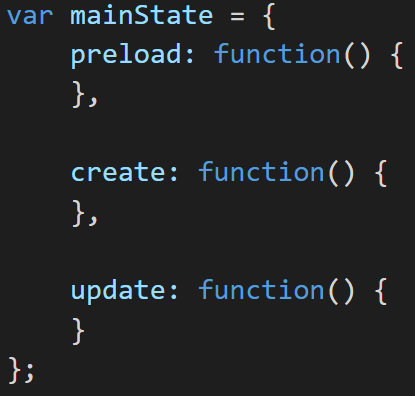 var mainState = {
    preload: function() {
    },

    create: function() {
    },

    update: function() {
    }
};